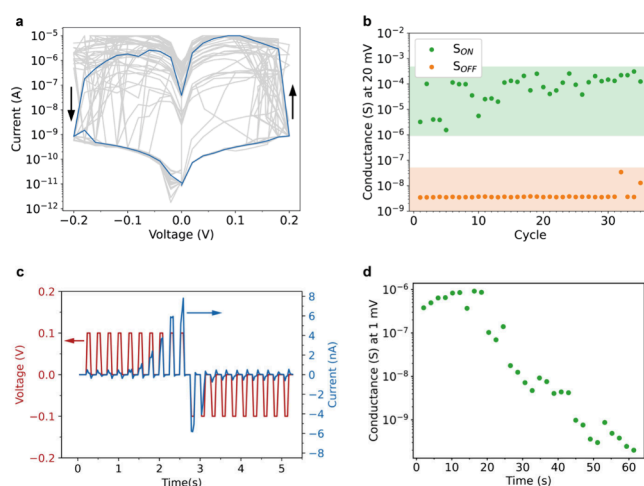 a
10⁻⁵
10⁻⁶
10⁻⁷
10⁻⁸
10⁻⁹
10⁻¹⁰
10⁻¹¹
10⁻¹²
Current (A)
−0.2 −0.1 0.0 0.1 0.2
Voltage (V)
b
S_ON
S_OFF
10⁻²
10⁻³
10⁻⁴
10⁻⁵
10⁻⁶
10⁻⁷
10⁻⁸
10⁻⁹
Conductance (S) at 20 mV
0 10 20 30
Cycle
c
0.2
0.1
0.0
−0.1
−0.2
Voltage (V)
8
6
4
2
0
−2
−4
−6
−8
Current (nA)
0 1 2 3 4 5
Time(s)
d
10⁻⁶
10⁻⁷
10⁻⁸
10⁻⁹
Conductance (S) at 1 mV
0 10 20 30 40 50 60
Time (s)